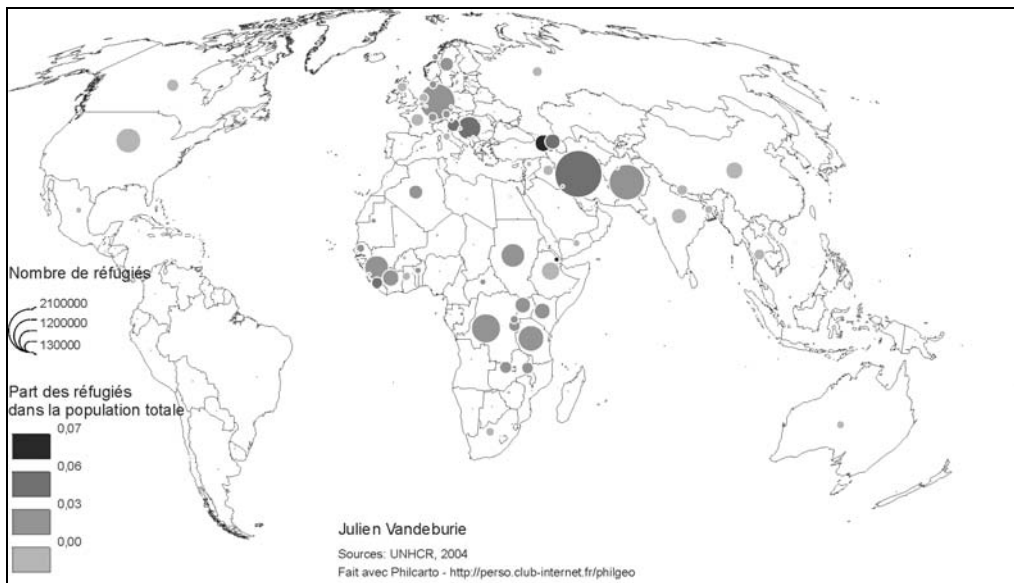 Nombre de réfugiés
2100000
1200000
130000
Part des réfugiés
dans la population totale
0,07
0,06
0,03
0,00
Julien Vandeburie
Sources: UNHCR, 2004
Fait avec Philcarto - http://perso.club-internet.fr/philgeo